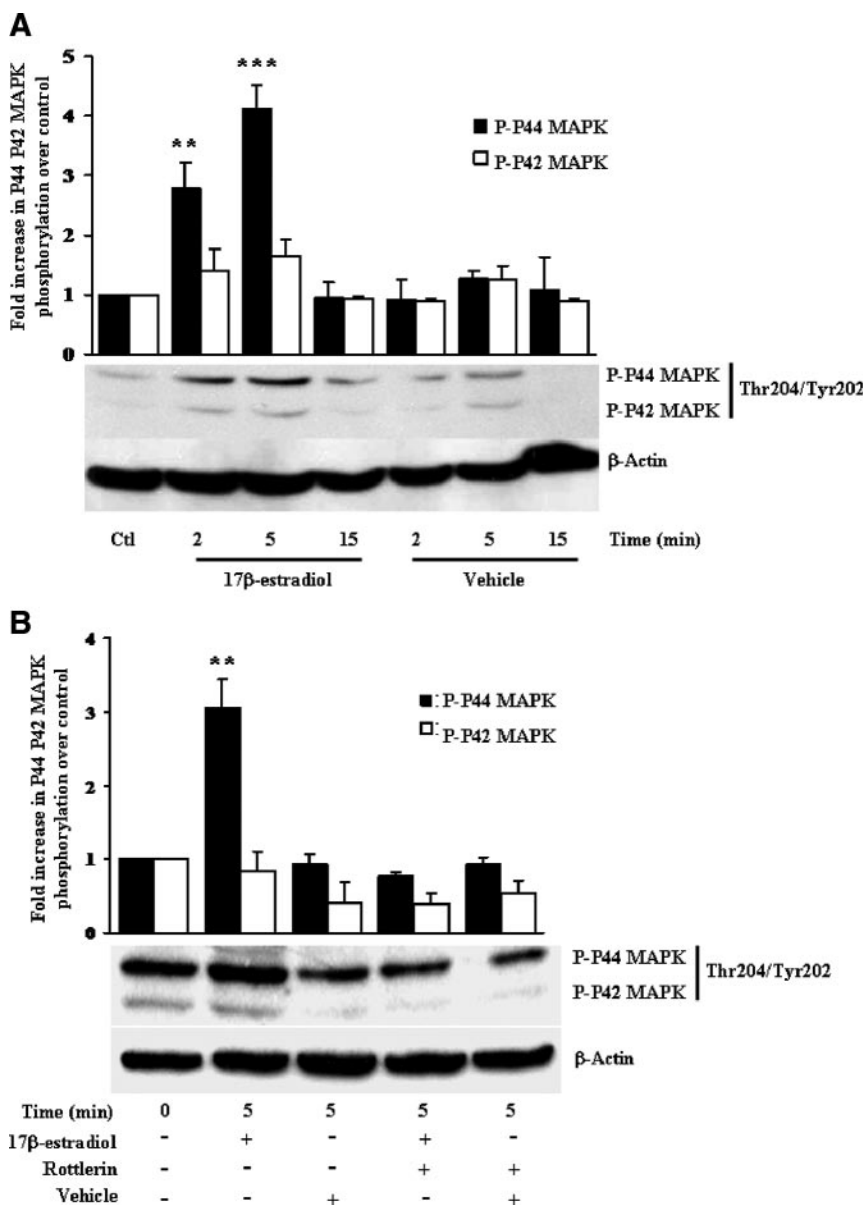 A
Fold increase in P44 P42 MAPK
phosphorylation over control
5
4
3
2
1
0
**
***
P-P44 MAPK
P-P42 MAPK
P-P44 MAPK
P-P42 MAPK
Thr204/Tyr202
β-Actin
Ctl 2 5 15 2 5 15 Time (min)
17β-estradiol Vehicle
B
Fold increase in P44 P42 MAPK
phosphorylation over control
4
3
2
1
0
**
P-P44 MAPK
P-P42 MAPK
P-P44 MAPK
P-P42 MAPK
Thr204/Tyr202
β-Actin
Time (min) 0 5 5 5 5
17β-estradiol - + - + -
Rottlerin - - - + +
Vehicle - - + - +